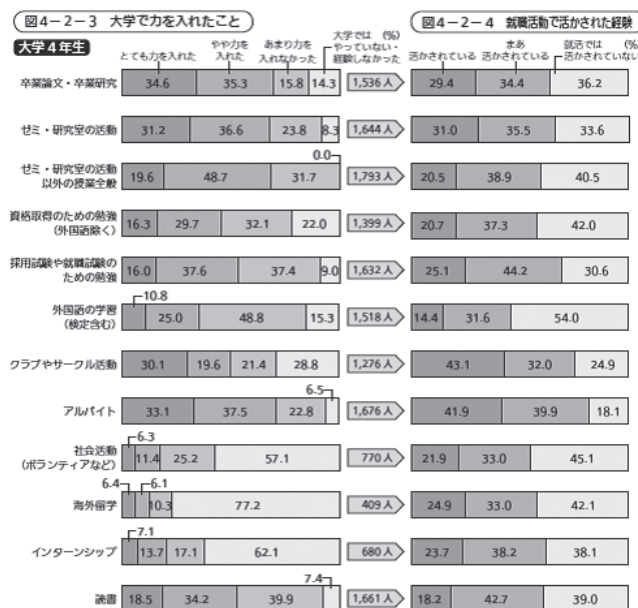 図4-2-3 大学で力を入れたこと
図4-2-4 就職活動で活かされた経験
大学4年生
とても力を入れた
やや力を
入れた
あまり力を
入れなかった
大学では
やっていない・
経験しなかった
(%)
活かされている
まあ
活かされている
就活では
活かされていない
(%)
卒業論文・卒業研究 34.6 35.3 15.8 14.3 1,536人 29.4 34.4 36.2
ゼミ・研究室の活動 31.2 36.6 23.8 8.3 1,644人 31.0 35.5 33.6
0.0
ゼミ・研究室の活動
以外の授業全般
19.6 48.7 31.7 1,793人 20.5 38.9 40.5
資格取得のための勉強
(外国語除く)
16.3 29.7 32.1 22.0 1,399人 20.7 37.3 42.0
採用試験や就職試験の
ための勉強
16.0 37.6 37.4 9.0 1,632人 25.1 44.2 30.6
10.8
外国語の学習
(検定含む)
25.0 48.8 15.3 1,518人 14.4 31.6 54.0
クラブやサークル活動 30.1 19.6 21.4 28.8 1,276人 43.1 32.0 24.9
6.5
アルバイト 33.1 37.5 22.8 1,676人 41.9 39.9 18.1
6.3
社会活動
(ボランティアなど)
11.4 25.2 57.1 770人 21.9 33.0 45.1
6.4 6.1
海外留学 10.3 77.2 409人 24.9 33.0 42.1
7.1
インターンシップ 13.7 17.1 62.1 680人 23.7 38.2 38.1
7.4
読書 18.5 34.2 39.9 1,661人 18.2 42.7 39.0